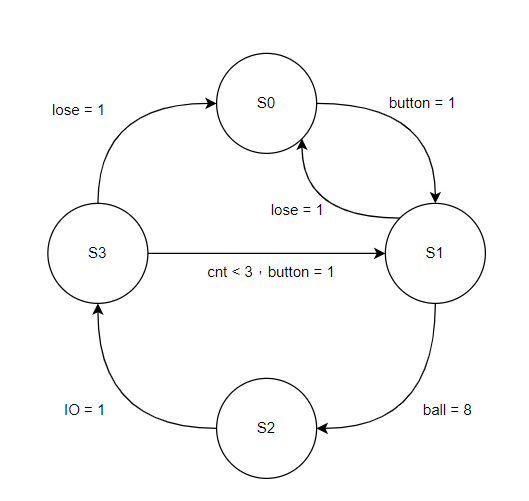 S0
button = 1
lose = 1
lose = 1
S3
S1
cnt < 3，button = 1
IO = 1
ball = 8
S2